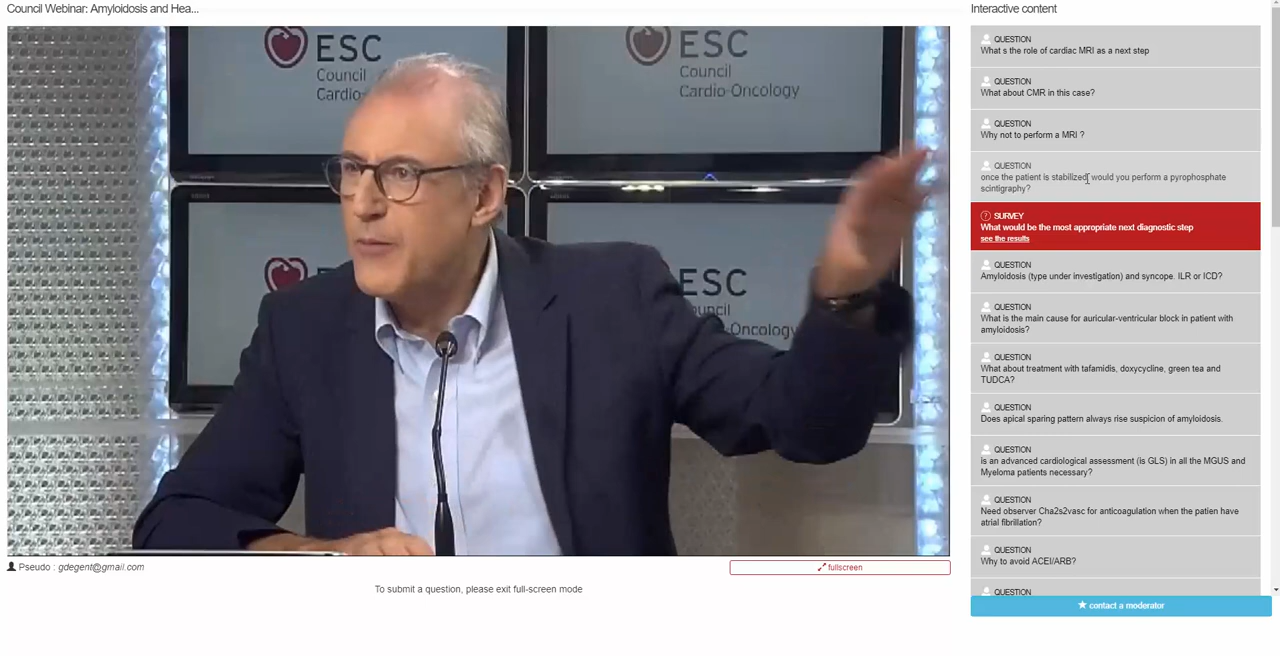 Council Webinar: Amyloidosis and Hea...
Interactive content
ESC
Council
Cardio-
ESC
Council
Cardio-Oncology
ES
ESC
ouncil
-Oncology
QUESTION
What s the role of cardiac MRI as a next step
QUESTION
What about CMR in this case?
QUESTION
Why not to perform a MRI ?
QUESTION
once the patient is stabilized, would you perform a pyrophosphate
scintigraphy?
SURVEY
What would be the most appropriate next diagnostic step
see the results
QUESTION
Amyloidosis (type under investigation) and syncope. ILR or ICD?
QUESTION
What is the main cause for auricular-ventricular block in patient with
amyloidosis?
QUESTION
What about treatment with tafamidis, doxycycline, green tea and
TUDCA?
QUESTION
Does apical sparing pattern always rise suspicion of amyloidosis.
QUESTION
is an advanced cardiological assessment (is GLS) in all the MGUS and
Myeloma patients necessary?
QUESTION
Need observer Cha2s2vasc for anticoagulation when the patien have
atrial fibrillation?
QUESTION
Why to avoid ACEI/ARB?
QUESTION
contact a moderator
Pseudo : gdegent@gmail.com
fullscreen
To submit a question, please exit full-screen mode